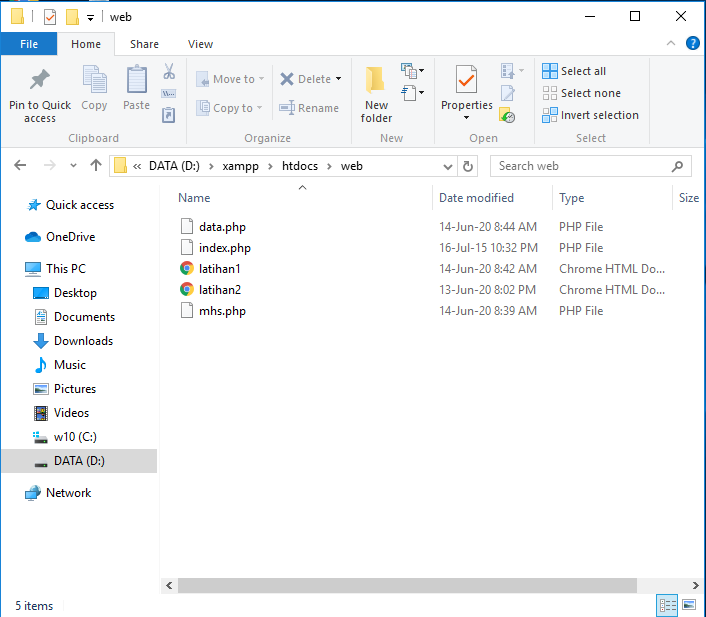 web
File Home Share View
Pin to Quick access
Copy
Paste
Clipboard
Move to
Copy to
Delete
Rename
Organize
New folder
New
Properties
Open
Select all
Select none
Invert selection
Select
« DATA (D:) › xampp › htdocs › web
Search web
Quick access
OneDrive
This PC
Desktop
Documents
Downloads
Music
Pictures
Videos
w10 (C:)
DATA (D:)
Network
Name Date modified Type Size
data.php 14-Jun-20 8:44 AM PHP File
index.php 16-Jul-15 10:32 PM PHP File
latihan1 14-Jun-20 8:42 AM Chrome HTML Do...
latihan2 13-Jun-20 8:02 PM Chrome HTML Do...
mhs.php 14-Jun-20 8:39 AM PHP File
5 items